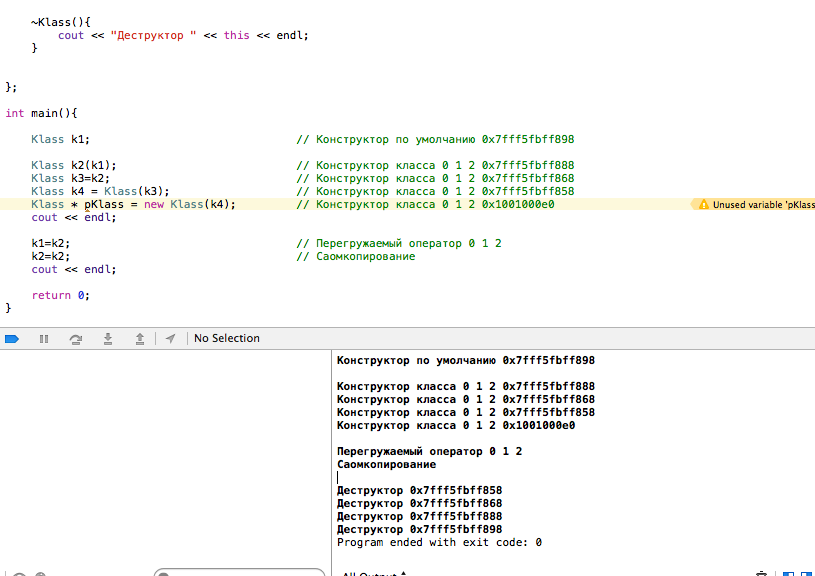 ~Klass(){
cout << "Деструктор " << this << endl;
}
};
int main(){
Klass k1; // Конструктор по умолчанию 0x7fff5fbff898
Klass k2(k1); // Конструктор класса 0 1 2 0x7fff5fbff888
Klass k3=k2; // Конструктор класса 0 1 2 0x7fff5fbff868
Klass k4 = Klass(k3); // Конструктор класса 0 1 2 0x7fff5fbff858
Klass * pKlass = new Klass(k4); // Конструктор класса 0 1 2 0x1001000e0 Unused variable 'pKlass
cout << endl;
k1=k2; // Перегружаемый оператор 0 1 2
k2=k2; // Саомкопирование
cout << endl;
return 0;
}
No Selection
Конструктор по умолчанию 0x7fff5fbff898
Конструктор класса 0 1 2 0x7fff5fbff888
Конструктор класса 0 1 2 0x7fff5fbff868
Конструктор класса 0 1 2 0x7fff5fbff858
Конструктор класса 0 1 2 0x1001000e0
Перегружаемый оператор 0 1 2
Саомкопирование
Деструктор 0x7fff5fbff858
Деструктор 0x7fff5fbff868
Деструктор 0x7fff5fbff888
Деструктор 0x7fff5fbff898
Program ended with exit code: 0
All Output